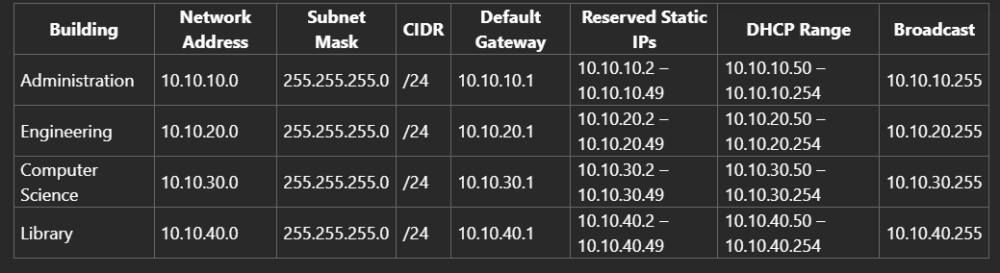 Building Network Address Subnet Mask CIDR Default Gateway Reserved Static IPs DHCP Range Broadcast
Administration 10.10.10.0 255.255.255.0 /24 10.10.10.1 10.10.10.2 – 10.10.10.49 10.10.10.50 – 10.10.10.254 10.10.10.255
Engineering 10.10.20.0 255.255.255.0 /24 10.10.20.1 10.10.20.2 – 10.10.20.49 10.10.20.50 – 10.10.20.254 10.10.20.255
Computer Science 10.10.30.0 255.255.255.0 /24 10.10.30.1 10.10.30.2 – 10.10.30.49 10.10.30.50 – 10.10.30.254 10.10.30.255
Library 10.10.40.0 255.255.255.0 /24 10.10.40.1 10.10.40.2 – 10.10.40.49 10.10.40.50 – 10.10.40.254 10.10.40.255